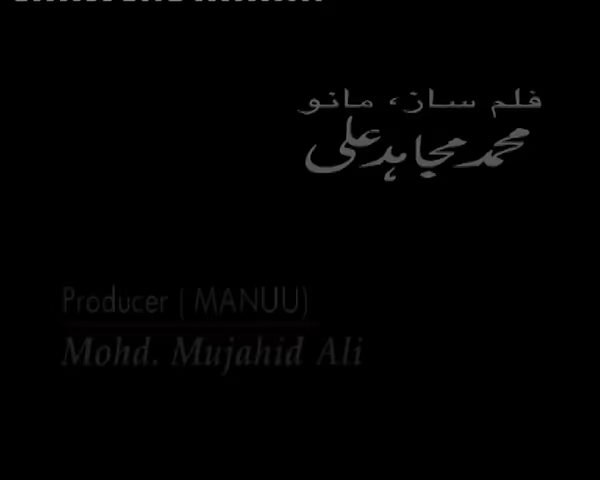 فلم ساز، مانو
محمد مجاہد علی
Producer ( MANUU)
Mohd. Mujahid Ali